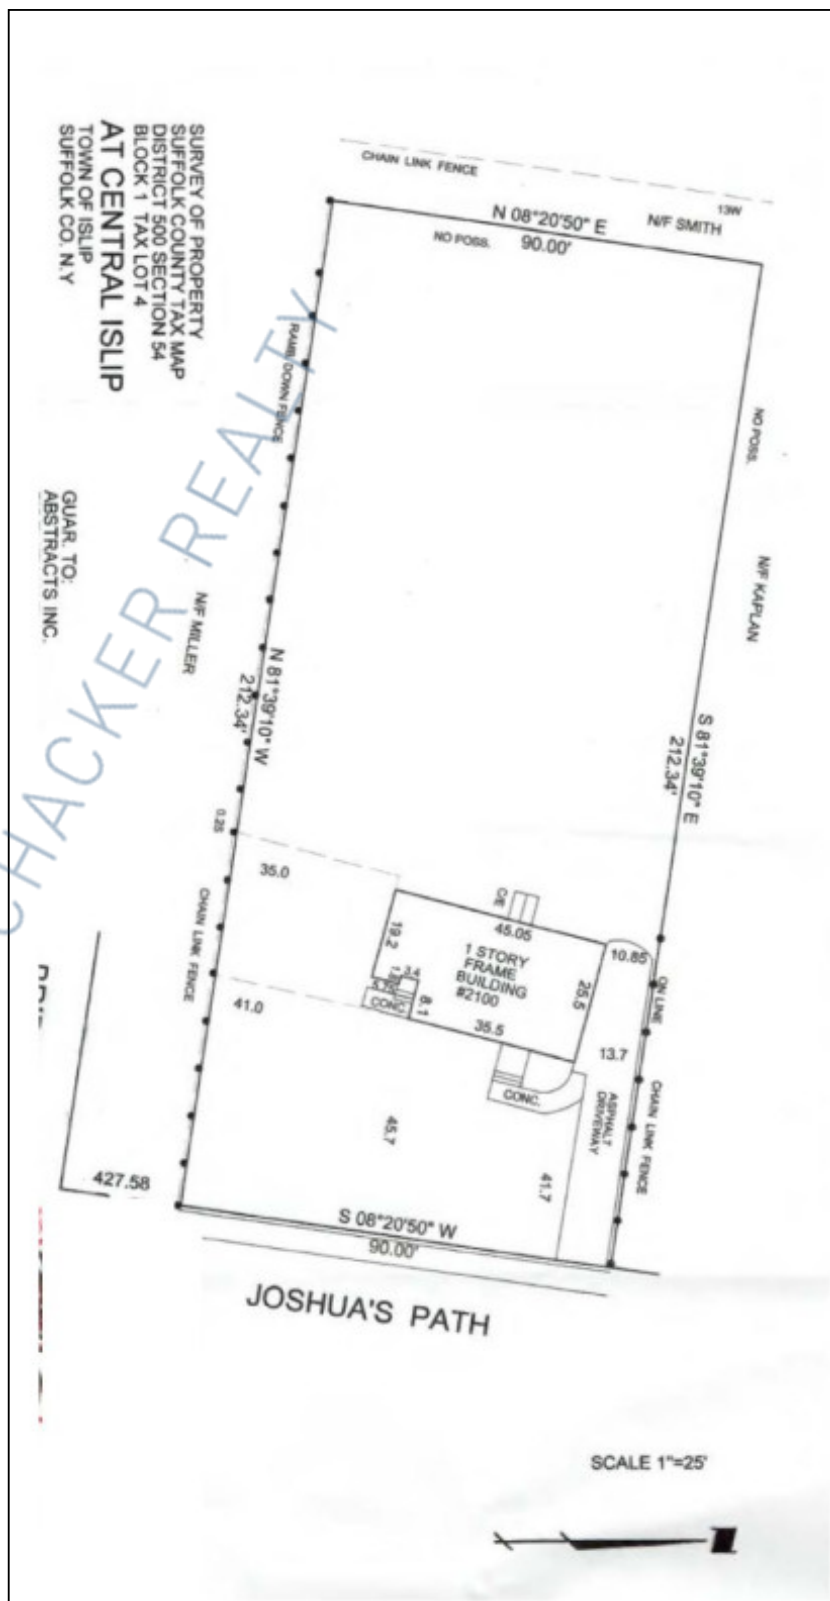 SURVEY OF PROPERTY
SUFFOLK COUNTY TAX MAP
DISTRICT 500 SECTION 54
BLOCK 1 TAX LOT 4
AT CENTRAL ISLIP
TOWN OF ISLIP
SUFFOLK CO. N.Y
GUAR. TO:
ABSTRACTS INC.
CHAIN LINK FENCE
13W
N 08°20'50" E
90.00'
N/F SMITH
NO POSS.
NO POSS.
N/F KAPLAN
S 81°39'10" E
212.34'
DOWN FENCE
N/F MILLER
N 81°39'10" W
212.34'
0.2S
CHAIN LINK FENCE
35.0
41.0
C/E
45.05
1 STORY
FRAME
BUILDING
#2100
19.2
3.4
8.1
CONC.
35.5
25.5
10.85
ON LINE
13.7
CHAIN LINK FENCE
ASPHALT
DRIVEWAY
CONC.
45.7
41.7
427.58
S 08°20'50" W
90.00'
JOSHUA'S PATH
SCALE 1"=25'
CHACKER REALTY